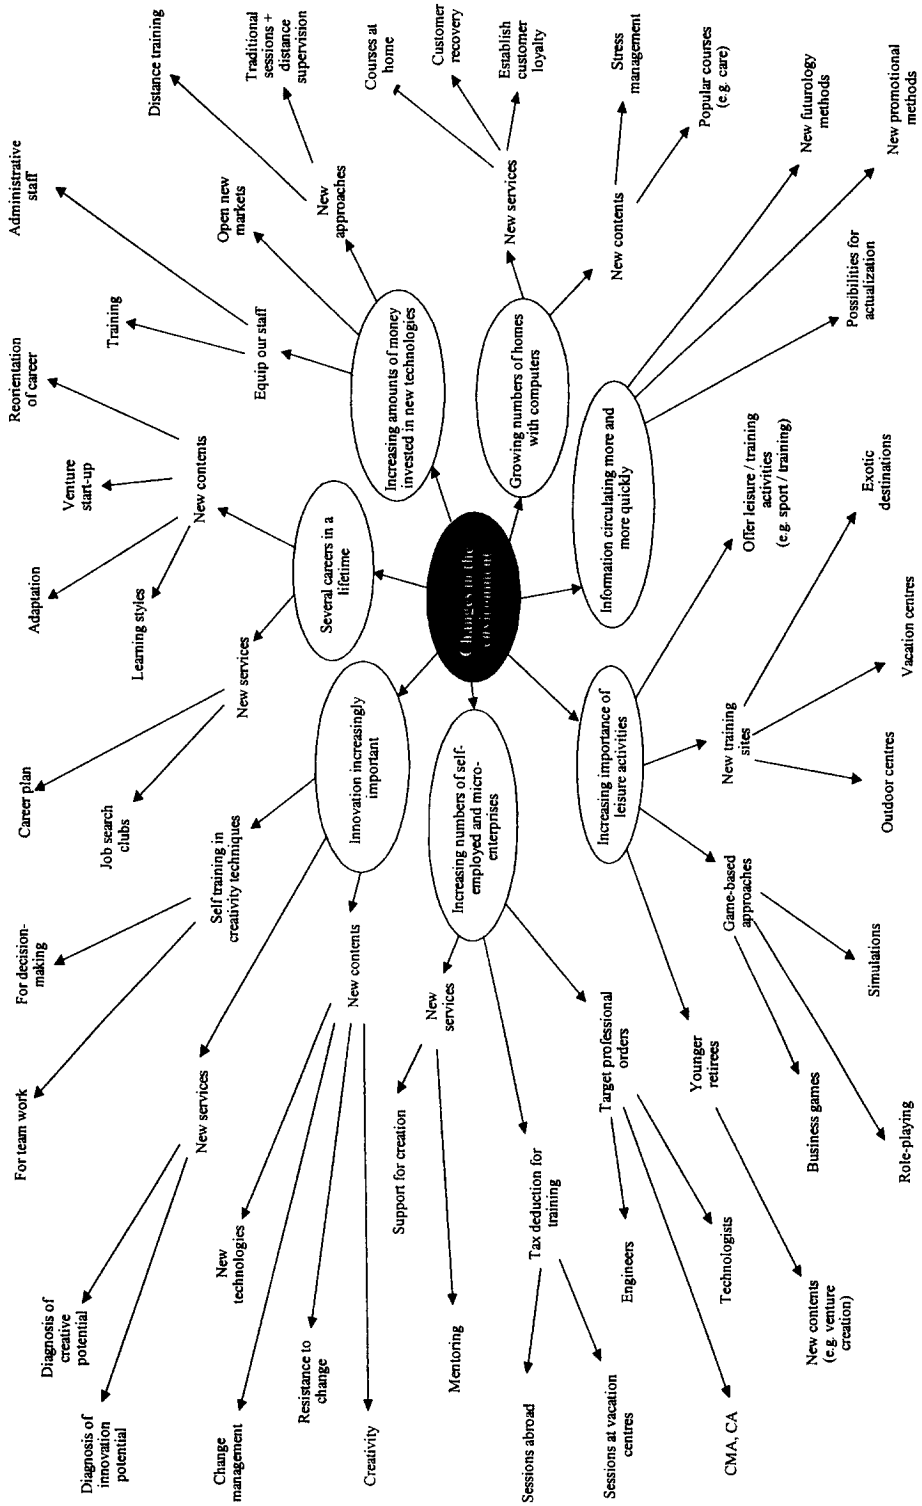 Changes in the
environment
Increasing amounts of money
invested in new technologies
Equip our staff
Training
Administrative
staff
Open new
markets
New
approaches
Distance training
Traditional
sessions +
distance
supervision
Growing numbers of homes
with computers
New services
Courses at
home
Customer
recovery
Establish
customer
loyalty
New contents
Stress
management
Popular courses
(e.g. care)
Information circulating more and
more quickly
New futurology
methods
New promotional
methods
Possibilities for
actualization
Increasing importance of
leisure activities
Offer leisure / training
activities
(e.g. sport / training)
New training
sites
Exotic
destinations
Vacation centres
Outdoor centres
Game-based
approaches
Simulations
Role-playing
Business games
Younger
retirees
New contents
(e.g. venture
creation)
Increasing numbers of self-
employed and micro-
enterprises
Target professional
orders
Engineers
Technologists
CMA, CA
Tax deduction for
training
Sessions abroad
Sessions at vacation
centres
New
services
Support for creation
Mentoring
Innovation increasingly
important
New contents
New
technologies
Change
management
Resistance to
change
Creativity
New services
Diagnosis of
creative
potential
Diagnosis of
innovation
potential
Self training in
creativity techniques
For decision-
making
For team work
Several careers in a
lifetime
New services
Career plan
Job search
clubs
New contents
Learning styles
Adaptation
Venture
start-up
Reorientation
of career